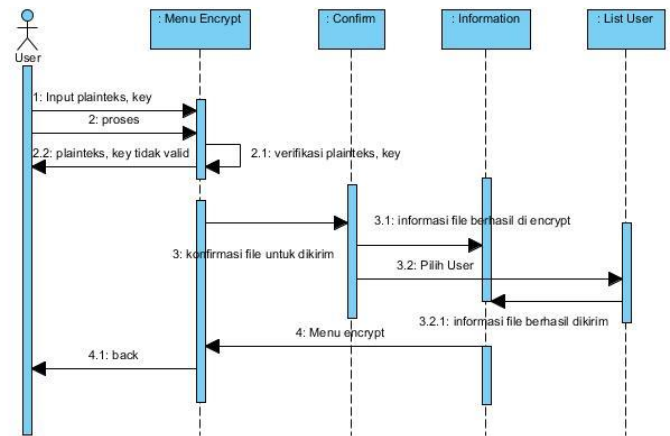 : Menu Encrypt
: Confirm
: Information
: List User
User
1: Input plainteks, key
2: proses
2.1: verifikasi plainteks, key
2.2: plainteks, key tidak valid
3: konfirmasi file untuk dikirim
3.1: informasi file berhasil di encrypt
3.2: Pilih User
3.2.1: informasi file berhasil dikirim
4: Menu encrypt
4.1: back